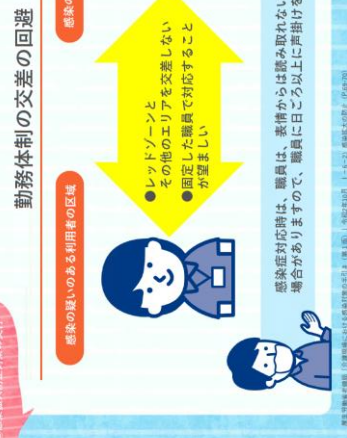 勤務体制の交差の回避
感染の疑いのある利用者の区域
感染の
●レッドゾーンと
その他のエリアを交差しない
●固定した職員で対応すること
が望ましい
感染症対応時は、職員は、表情からは読み取れない
場合がありますので、職員に日ごろ以上に声掛けを